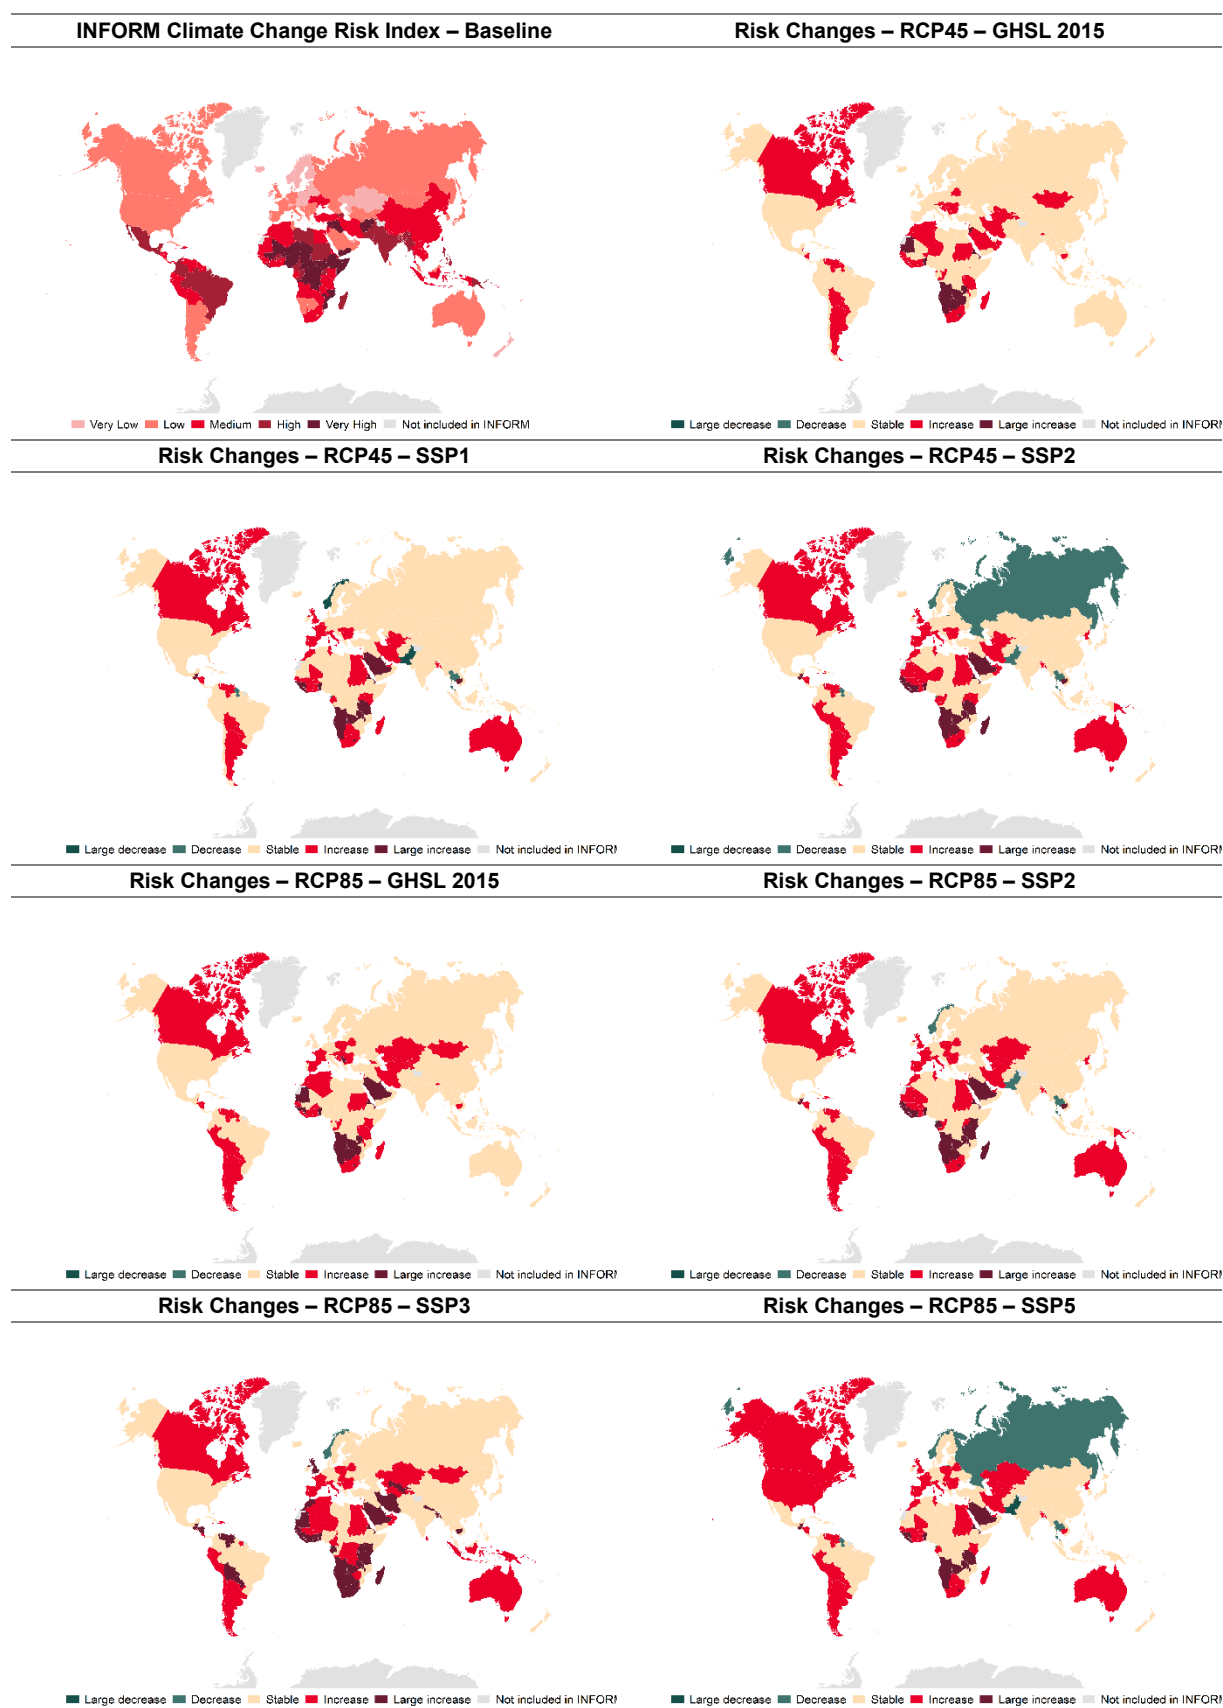 INFORM Climate Change Risk Index – Baseline
Risk Changes – RCP45 – GHSL 2015
Very Low Low Medium High Very High Not included in INFORM
Large decrease Decrease Stable Increase Large increase Not included in INFORM
Risk Changes – RCP45 – SSP1
Risk Changes – RCP45 – SSP2
Large decrease Decrease Stable Increase Large increase Not included in INFORM
Large decrease Decrease Stable Increase Large increase Not included in INFORM
Risk Changes – RCP85 – GHSL 2015
Risk Changes – RCP85 – SSP2
Large decrease Decrease Stable Increase Large increase Not included in INFORM
Large decrease Decrease Stable Increase Large increase Not included in INFORM
Risk Changes – RCP85 – SSP3
Risk Changes – RCP85 – SSP5
Large decrease Decrease Stable Increase Large increase Not included in INFORM
Large decrease Decrease Stable Increase Large increase Not included in INFORM